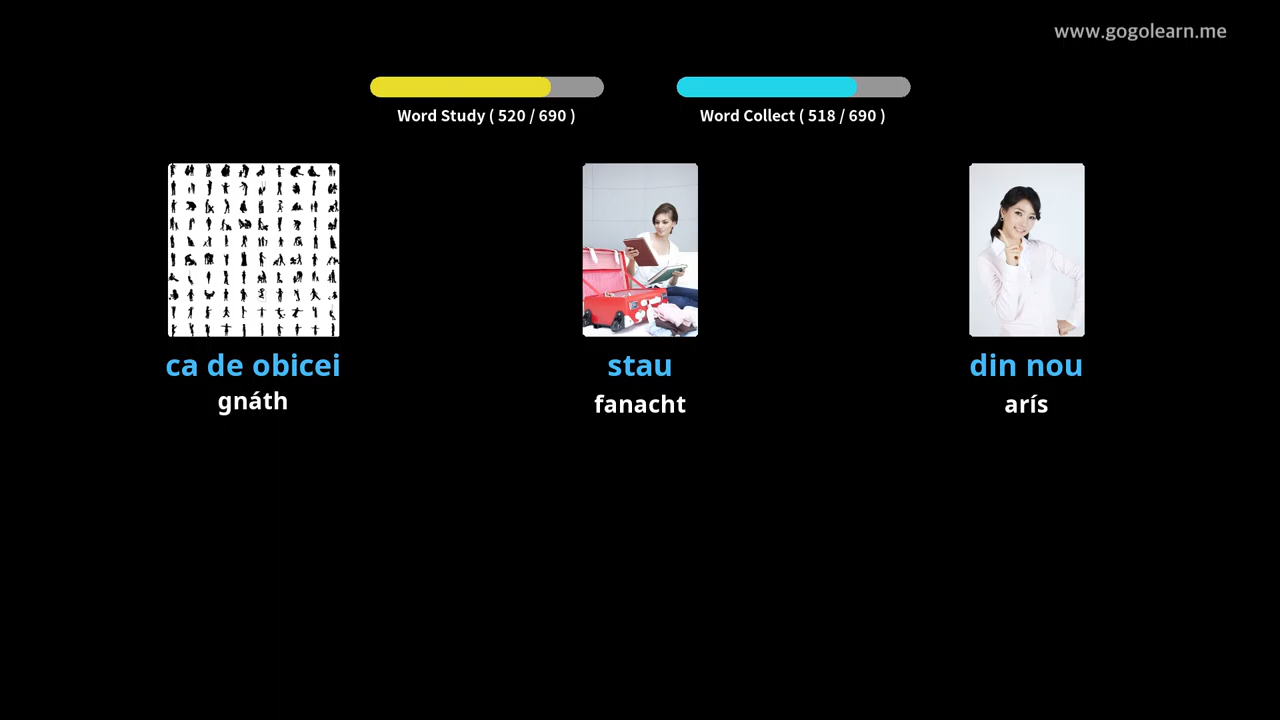 www.gogolearn.me
Word Study ( 520 / 690 )
Word Collect ( 518 / 690 )
ca de obicei
gnáth
stau
fanacht
din nou
arís